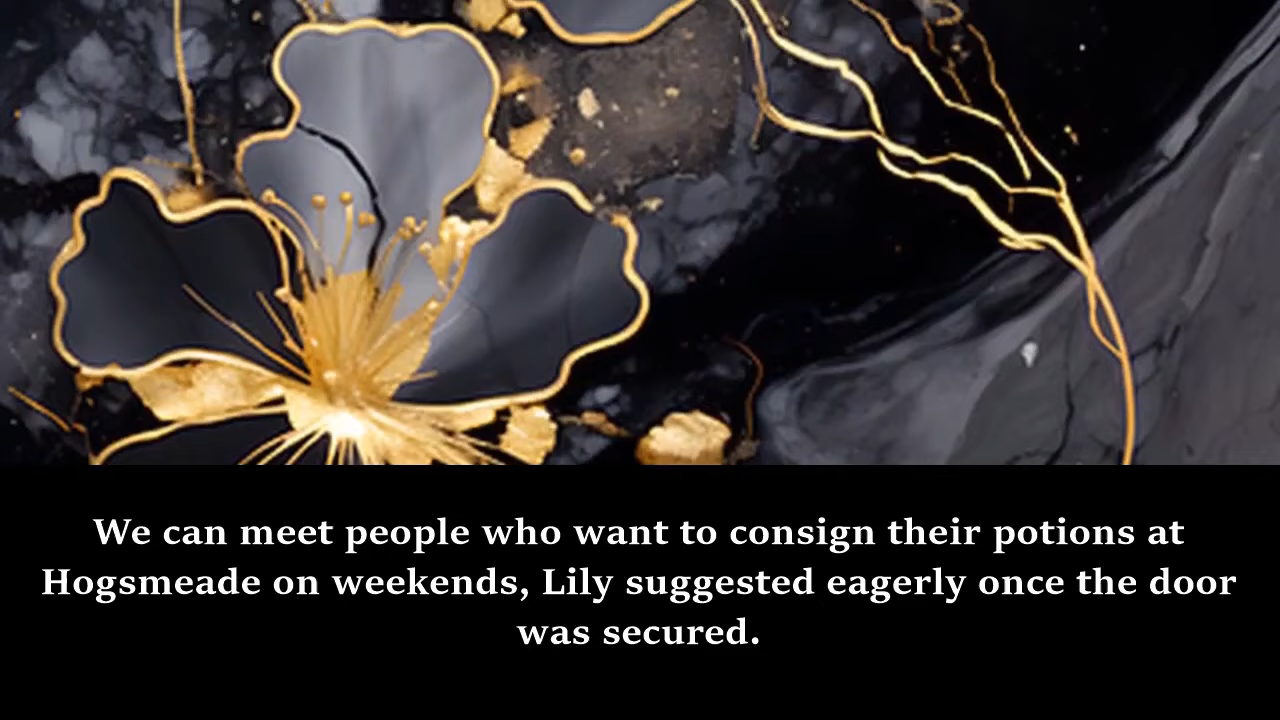 We can meet people who want to consign their potions at
Hogsmeade on weekends, Lily suggested eagerly once the door
was secured.